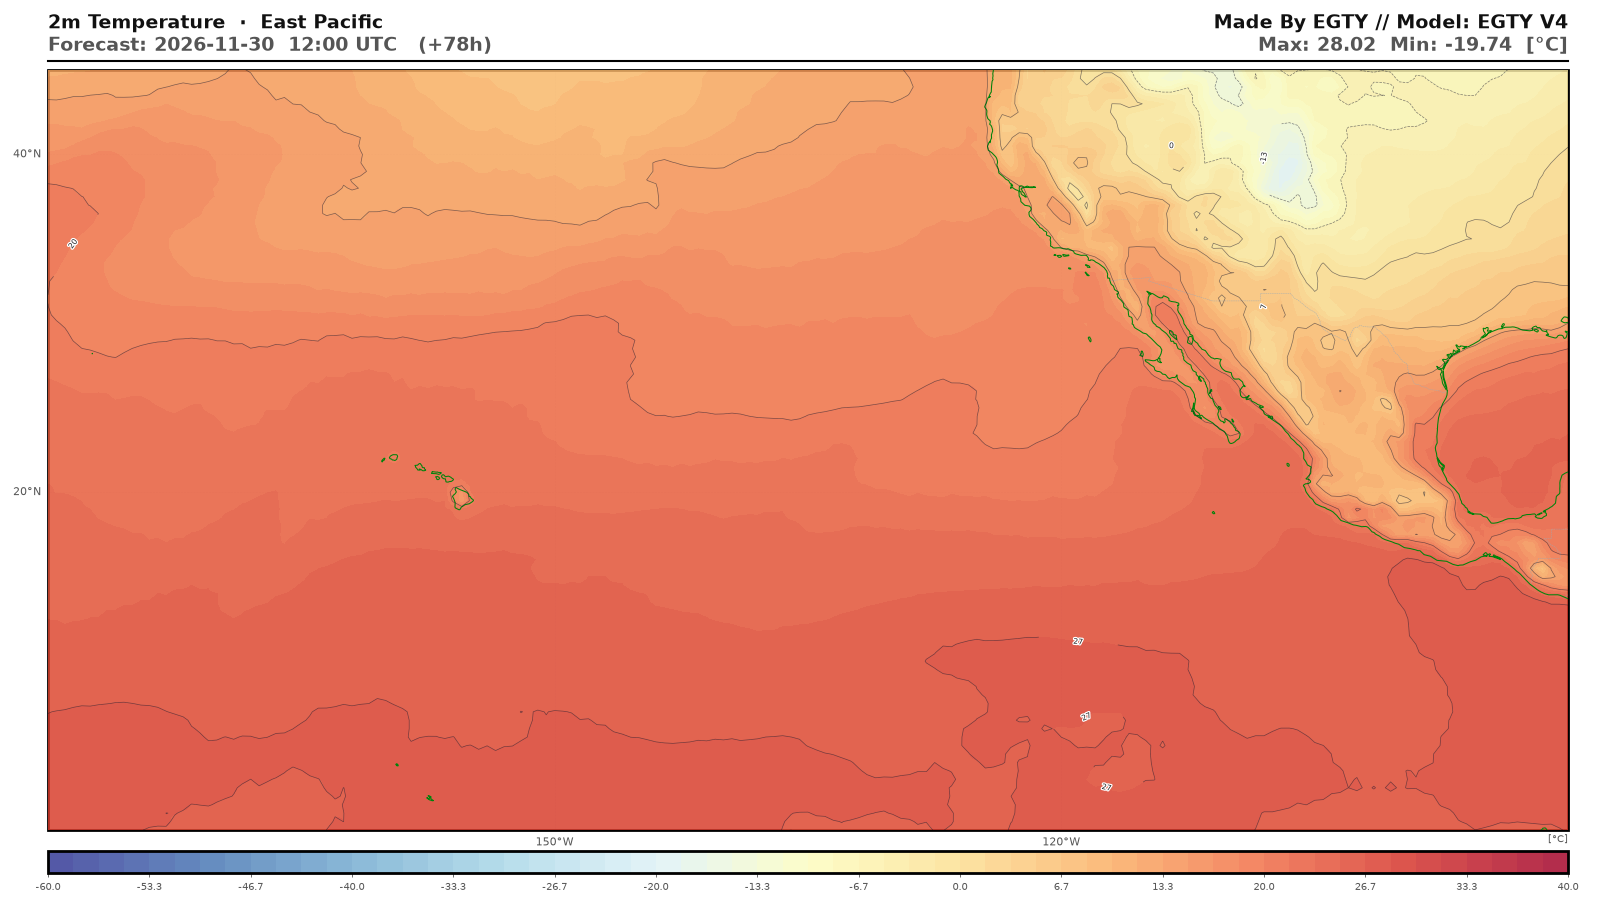 2m Temperature · East Pacific
Made By EGTY // Model: EGTY V4
Forecast: 2026-11-30 12:00 UTC (+78h)
Max: 28.02 Min: -19.74 [°C]
40°N
0
-13
20
7
20°N
27
27
27
150°W
120°W
[°C]
-60.0 -53.3 -46.7 -40.0 -33.3 -26.7 -20.0 -13.3 -6.7 0.0 6.7 13.3 20.0 26.7 33.3 40.0